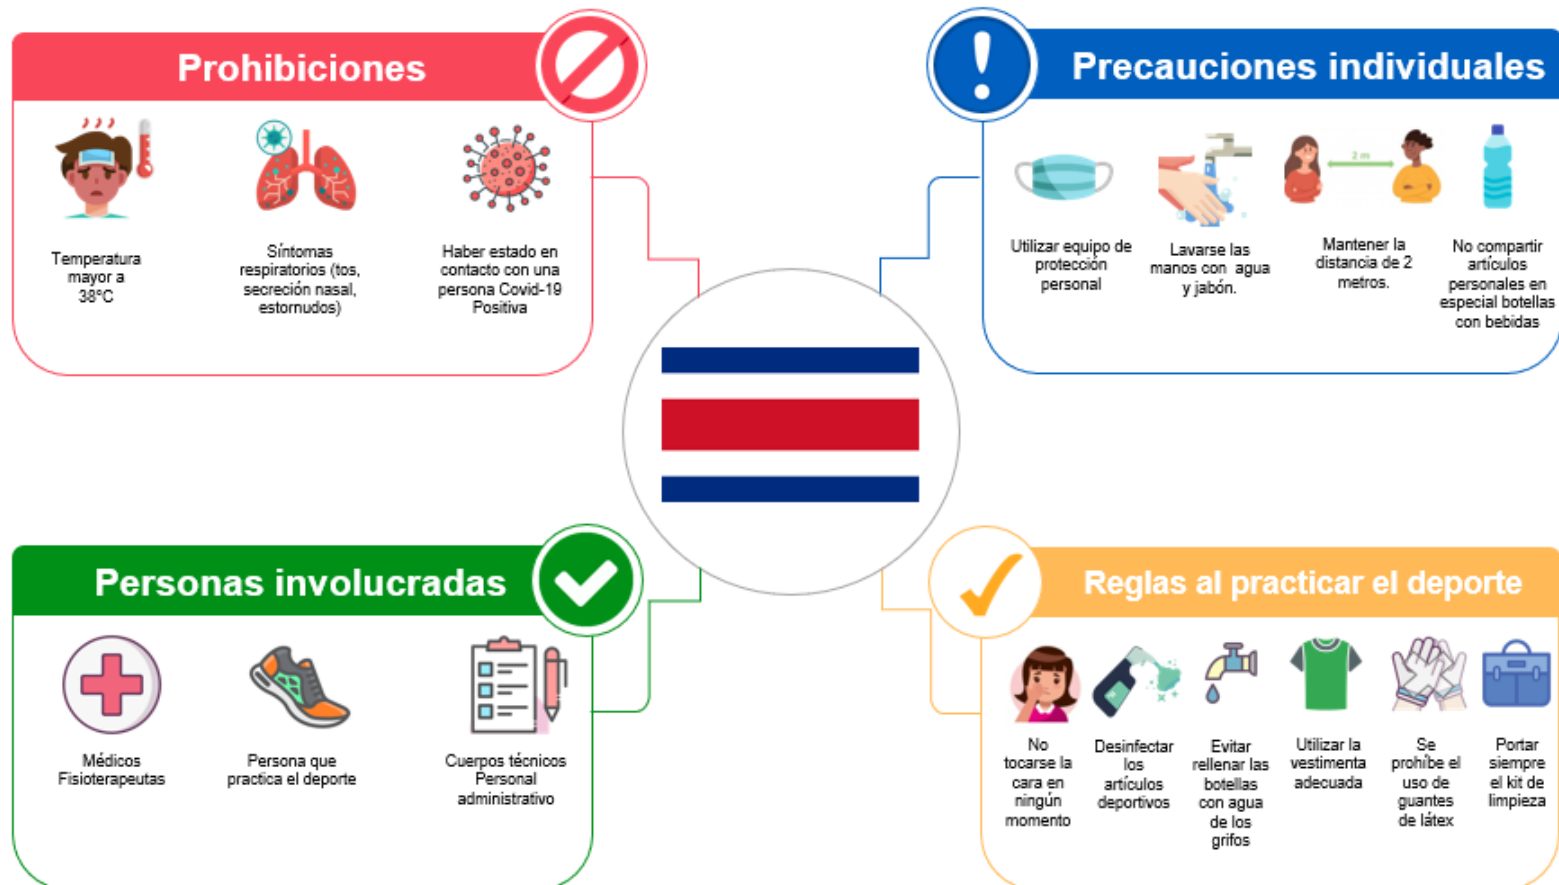 Prohibiciones
Temperatura
mayor a
38°C
Síntomas
respiratorios (tos,
secreción nasal,
estornudos)
Haber estado en
contacto con una
persona Covid-19
Positiva
Precauciones individuales
2 m
Utilizar equipo de
protección
personal
Lavarse las
manos con agua
y jabón.
Mantener la
distancia de 2
metros.
No compartir
artículos
personales en
especial botellas
con bebidas
Personas involucradas
Médicos
Fisioterapeutas
Persona que
practica el deporte
Cuerpos técnicos
Personal
administrativo
Reglas al practicar el deporte
No
tocarse la
cara en
ningún
momento
Desinfectar
los
artículos
deportivos
Evitar
rellenar las
botellas
con agua
de los
grifos
Utilizar la
vestimenta
adecuada
Se
prohíbe el
uso de
guantes
de látex
Portar
siempre
el kit de
limpieza